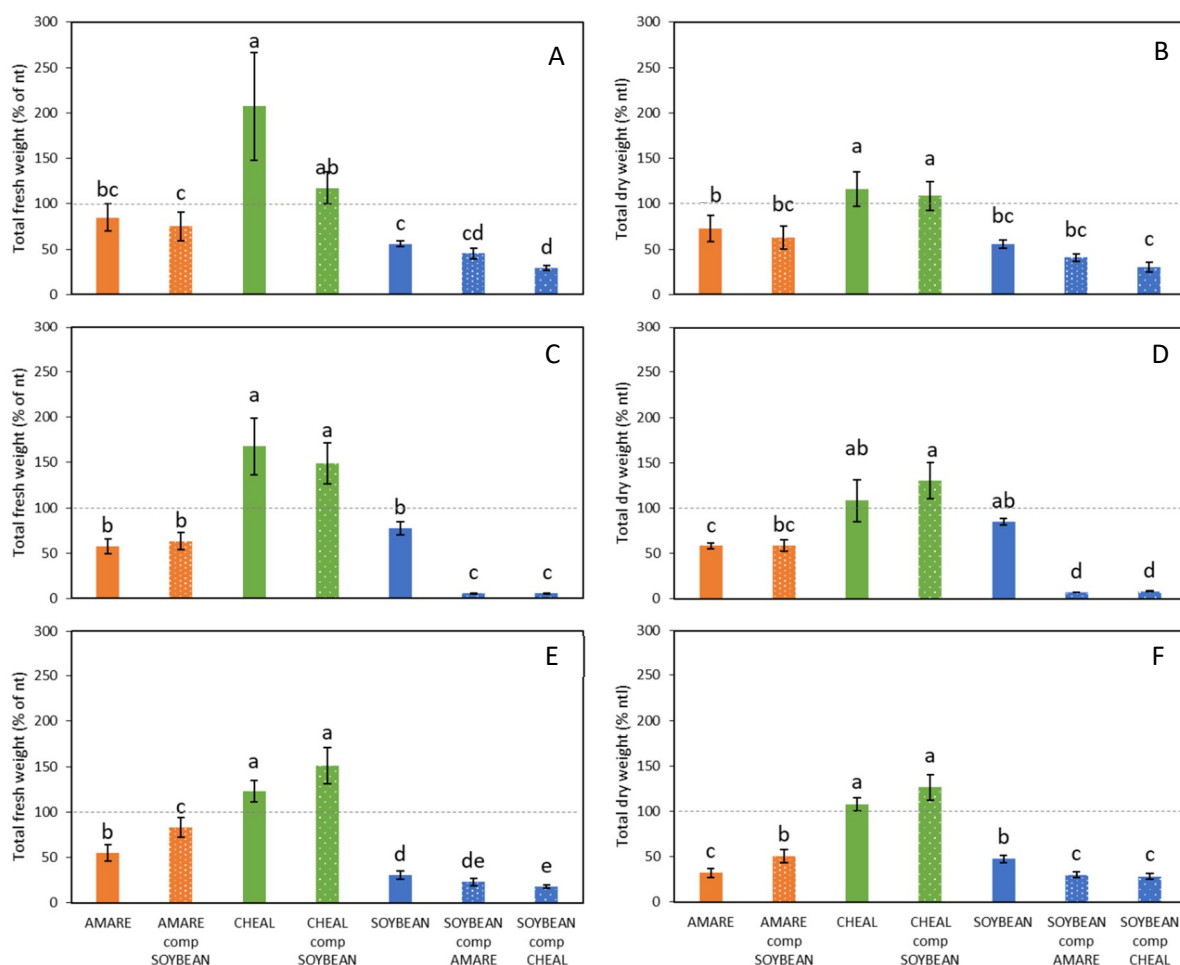 A
Total fresh weight (% of nt)
300
250
200
150
100
50
0
bc
c
a
ab
c
cd
d
B
Total dry weight (% ntl)
300
250
200
150
100
50
0
b
bc
a
a
bc
bc
c
C
Total fresh weight (% of nt)
300
250
200
150
100
50
0
b
b
a
a
b
c
c
D
Total dry weight (% ntl)
300
250
200
150
100
50
0
c
bc
ab
a
ab
d
d
E
Total fresh weight (% of nt)
300
250
200
150
100
50
0
b
c
a
a
d
de
e
AMARE
AMARE
comp
SOYBEAN
CHEAL
CHEAL
comp
SOYBEAN
SOYBEAN
SOYBEAN
comp
AMARE
SOYBEAN
comp
CHEAL
F
Total dry weight (% ntl)
300
250
200
150
100
50
0
c
b
a
a
b
c
c
AMARE
AMARE
comp
SOYBEAN
CHEAL
CHEAL
comp
SOYBEAN
SOYBEAN
SOYBEAN
comp
AMARE
SOYBEAN
comp
CHEAL